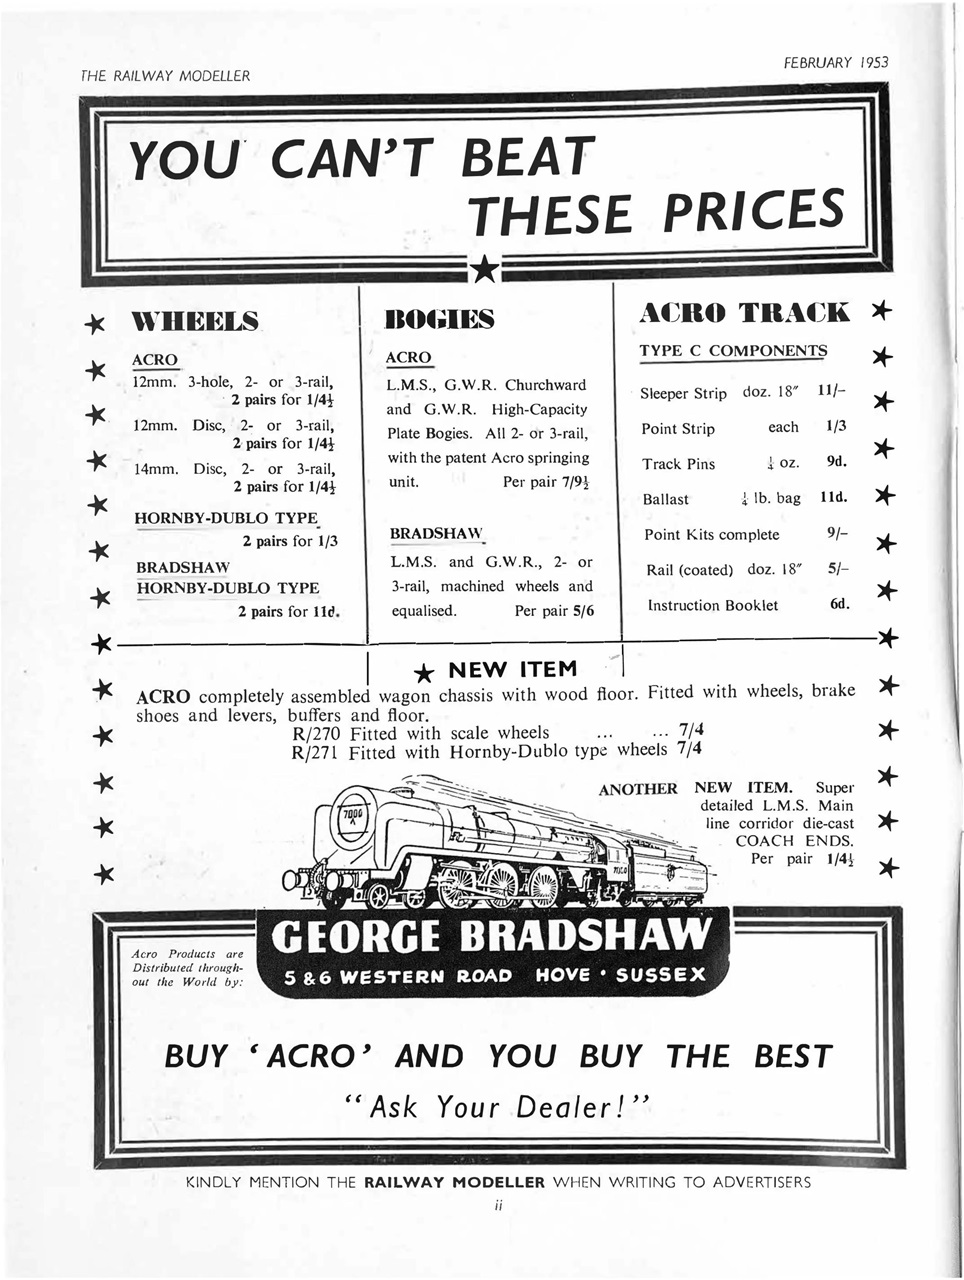 THE RAILWAY MODELLER
FEBRUARY 1953
YOU CAN'T BEAT
THESE PRICES
WHEELS
ACRO
12mm. 3-hole, 2- or 3-rail,
2 pairs for 1/4½
12mm. Disc, 2- or 3-rail,
2 pairs for 1/4½
14mm. Disc, 2- or 3-rail,
2 pairs for 1/4½
HORNBY-DUBLO TYPE
2 pairs for 1/3
BRADSHAW
HORNBY-DUBLO TYPE
2 pairs for 11d.
BOGIES
ACRO
L.M.S., G.W.R. Churchward
and G.W.R. High-Capacity
Plate Bogies. All 2- or 3-rail,
with the patent Acro springing
unit. Per pair 7/9½
BRADSHAW
L.M.S. and G.W.R., 2- or
3-rail, machined wheels and
equalised. Per pair 5/6
ACRO TRACK
TYPE C COMPONENTS
Sleeper Strip doz. 18″ 11/-
Point Strip each 1/3
Track Pins ¼ oz. 9d.
Ballast ¼ lb. bag 11d.
Point Kits complete 9/-
Rail (coated) doz. 18″ 5/-
Instruction Booklet 6d.
★ NEW ITEM
ACRO completely assembled wagon chassis with wood floor. Fitted with wheels, brake
shoes and levers, buffers and floor.
R/270 Fitted with scale wheels ... ... 7/4
R/271 Fitted with Hornby-Dublo type wheels 7/4
ANOTHER NEW ITEM. Super
detailed L.M.S. Main
line corridor die-cast
COACH ENDS.
Per pair 1/4½
7000
A
GEORGE BRADSHAW
5 & 6 WESTERN ROAD HOVE • SUSSEX
Acro Products are
Distributed through-
out the World by:
BUY ‘ACRO’ AND YOU BUY THE BEST
“Ask Your Dealer!”
KINDLY MENTION THE RAILWAY MODELLER WHEN WRITING TO ADVERTISERS
ii